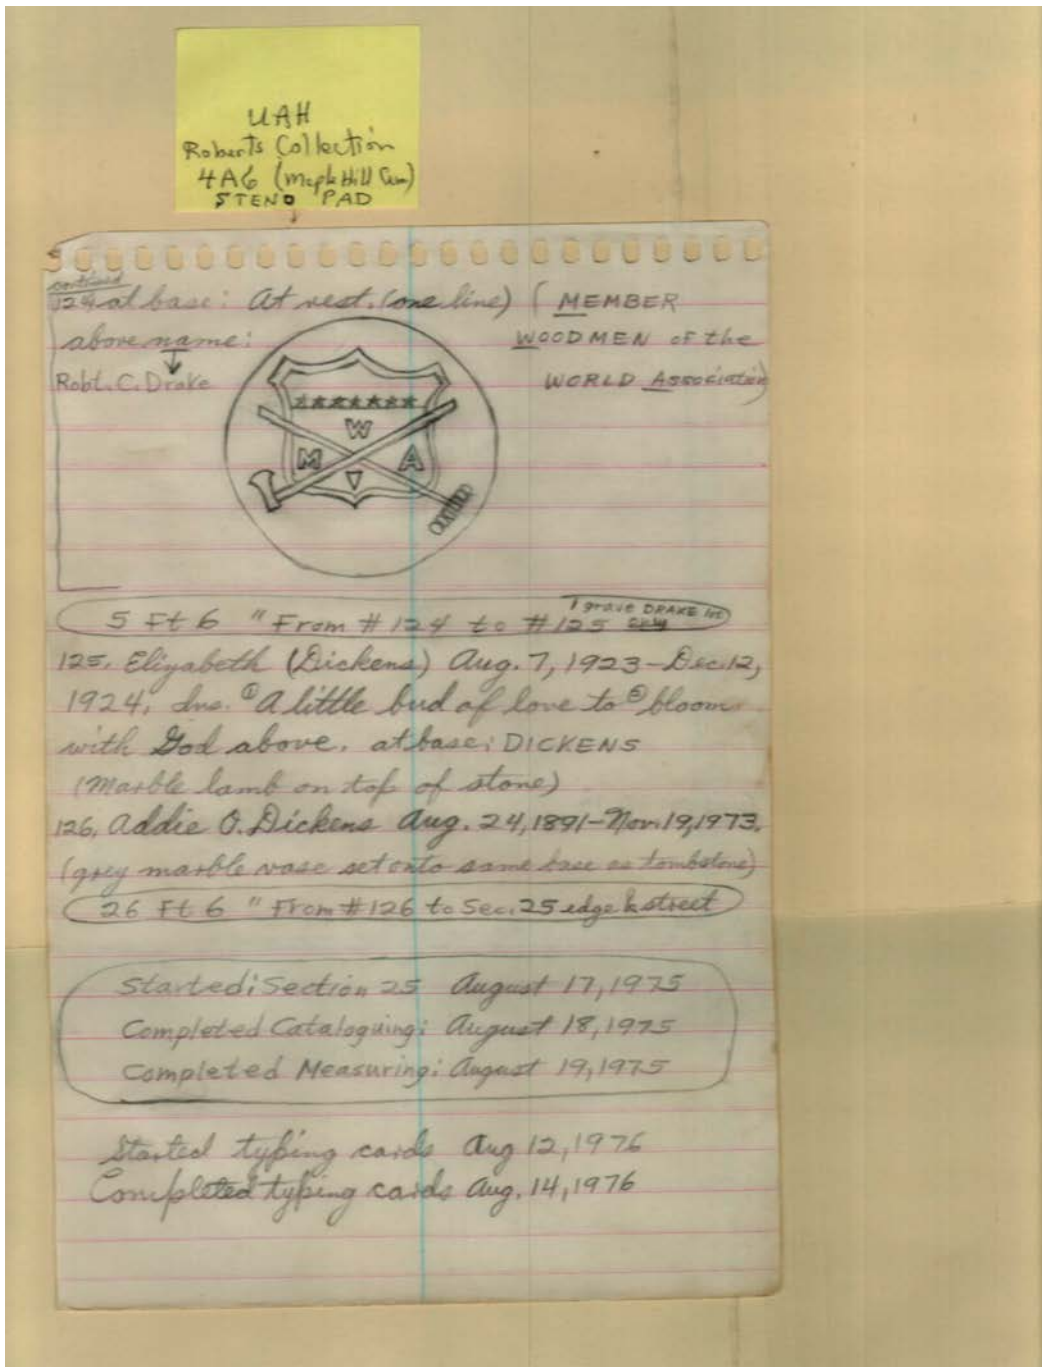 UAH
Roberts Collection
4A6 (Maple Hill Cem)
STENO PAD
continued
124 at base: At rest. (one line) ( MEMBER
above name: WOODMEN of the
Robt. C. Drake WORLD Association)
W
M A
1 grave DRAKE lot
5 Ft 6 " From # 124 to # 125
125. Elizabeth (Dickens) Aug. 7, 1923 - Dec. 12,
1924. Ins. ① A little bud of love to ② bloom
with God above. at base: DICKENS
(Marble lamb on top of stone)
126. Addie O. Dickens Aug. 24, 1891 - Nov. 19, 1973.
(grey marble vase set onto same base as tombstone)
26 Ft 6 " From # 126 to Sec. 25 edge & street
Started: Section 25 August 17, 1975
Completed Cataloguing: August 18, 1975
Completed Measuring: August 19, 1975
Started typing cards Aug 12, 1976
Completed typing cards Aug. 14, 1976